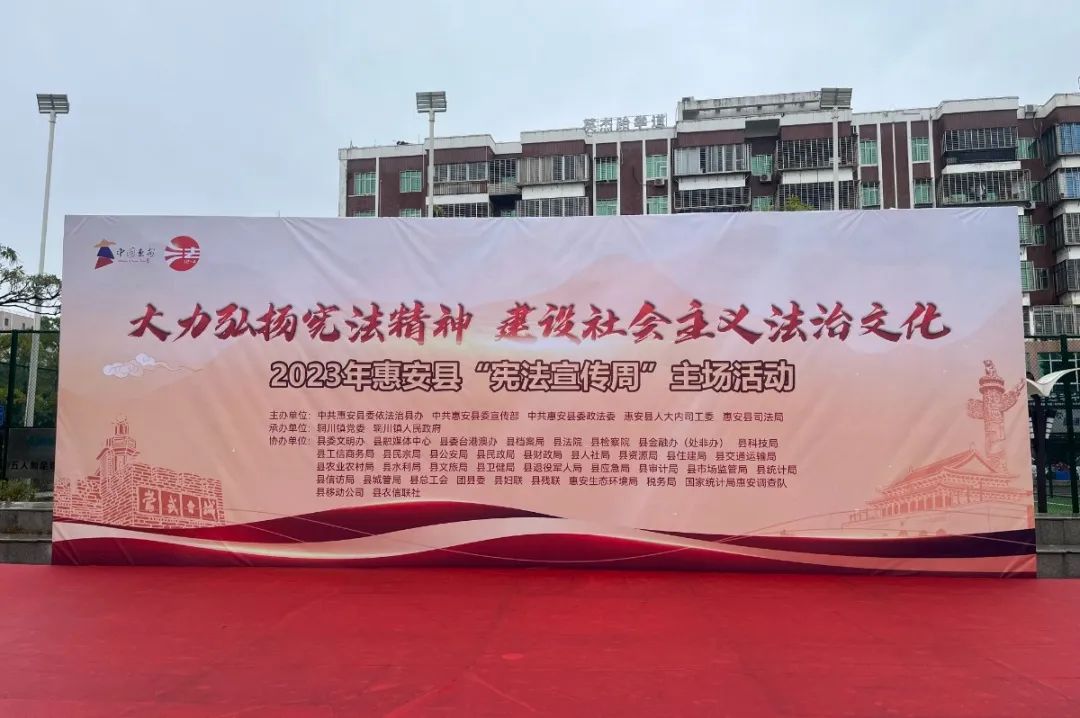 中国惠安
法
大力弘扬宪法精神 建设社会主义法治文化
2023年惠安县“宪法宣传周”主场活动
主办单位：中共惠安县委依法治县办 中共惠安县委宣传部 中共惠安县委政法委 惠安县人大内司工委 惠安县司法局
承办单位：辋川镇党委 辋川镇人民政府
协办单位：县委文明办 县融媒体中心 县委台港澳办 县档案局 县法院 县检察院 县金融办（处非办） 县科技局
县工信商务局 县民宗局 县公安局 县民政局 县财政局 县人社局 县资源局 县住建局 县交通运输局
县农业农村局 县水利局 县文旅局 县卫健局 县退役军人局 县应急局 县审计局 县市场监管局 县统计局
县信访局 县城管局 县总工会 团县委 县妇联 县残联 惠安生态环境局 税务局 国家统计局惠安调查队
县移动公司 县农信联社
崇武古城